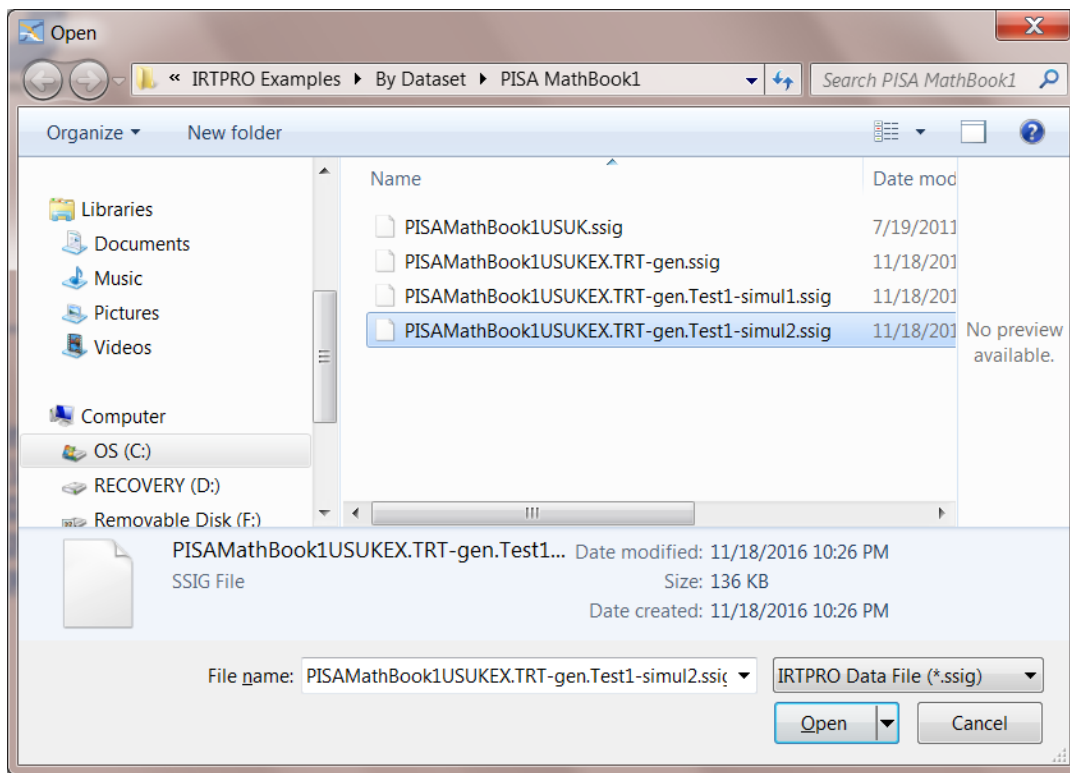 Open
« IRTPRO Examples ▶ By Dataset ▶ PISA MathBook1
Search PISA MathBook1
Organize
New folder
Name
Date mod
Libraries
Documents
Music
Pictures
Videos
Computer
OS (C:)
RECOVERY (D:)
Removable Disk (F:)
PISAMathBook1USUK.ssig
7/19/2011
PISAMathBook1USUKEX.TRT-gen.ssig
11/18/201
PISAMathBook1USUKEX.TRT-gen.Test1-simul1.ssig
11/18/201
PISAMathBook1USUKEX.TRT-gen.Test1-simul2.ssig
11/18/201
No preview
available.
PISAMathBook1USUKEX.TRT-gen.Test1... Date modified: 11/18/2016 10:26 PM
SSIG File
Size: 136 KB
Date created: 11/18/2016 10:26 PM
File name: PISAMathBook1USUKEX.TRT-gen.Test1-simul2.ssig
IRTPRO Data File (*.ssig)
Open
Cancel